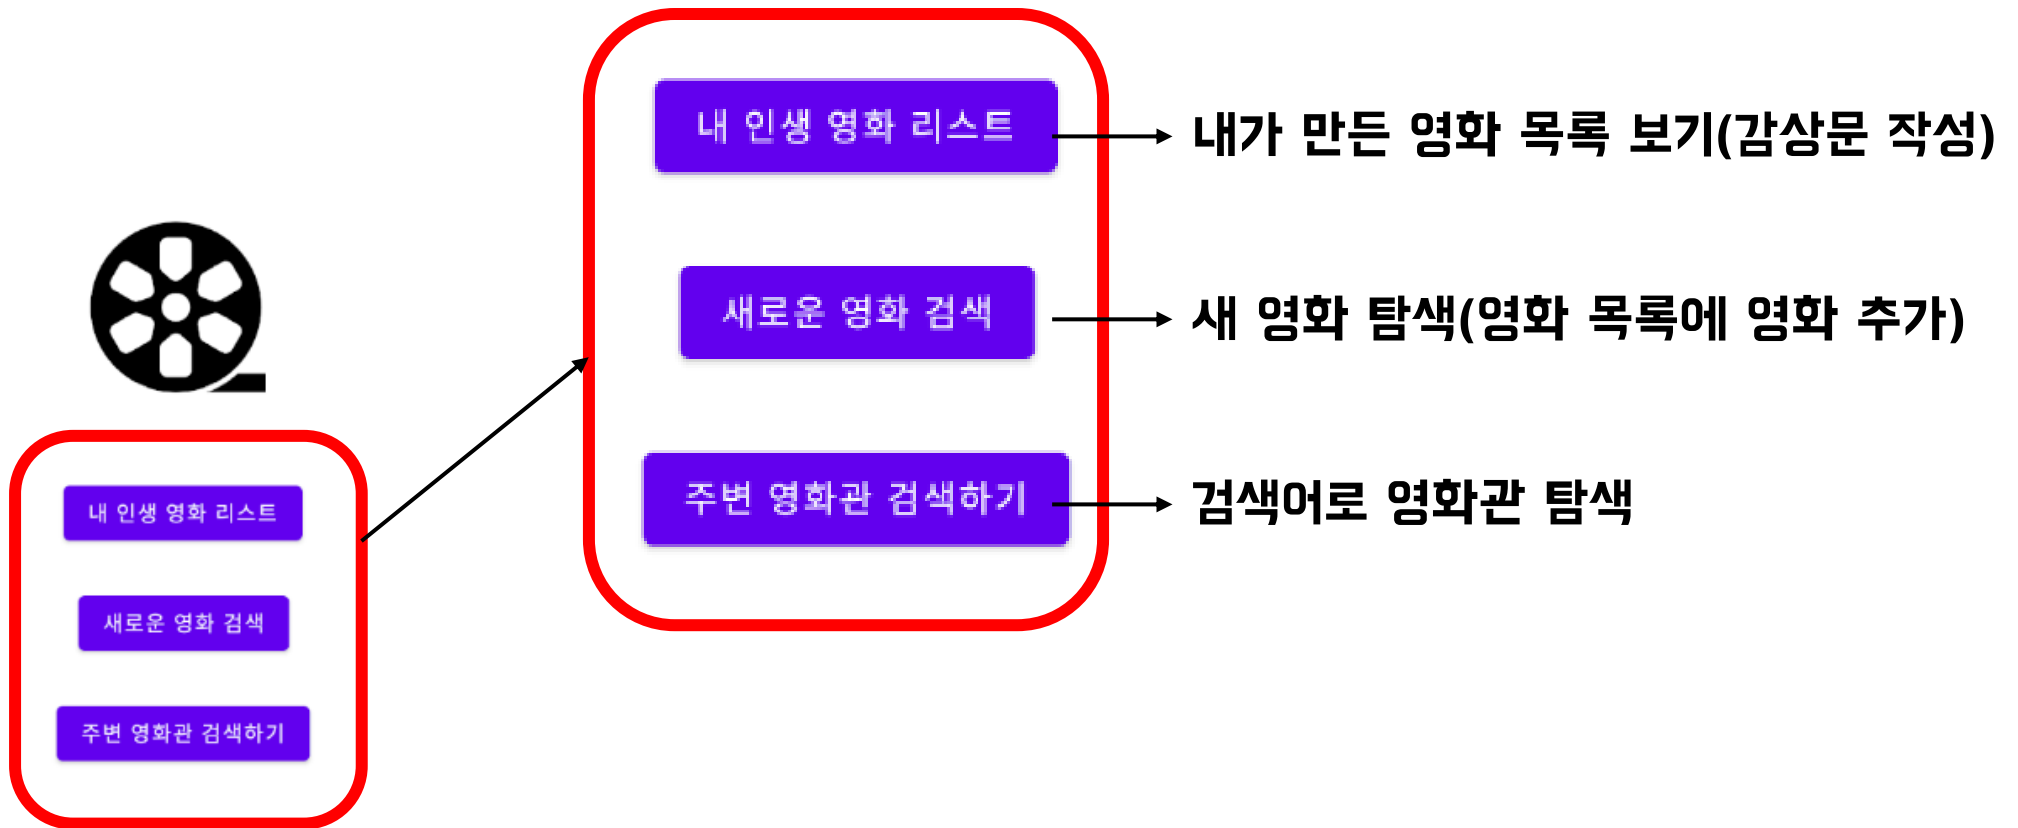 내 인생 영화 리스트
새로운 영화 검색
주변 영화관 검색하기
내 인생 영화 리스트
내가 만든 영화 목록 보기(감상문 작성)
새로운 영화 검색
새 영화 탐색(영화 목록에 영화 추가)
주변 영화관 검색하기
검색어로 영화관 탐색